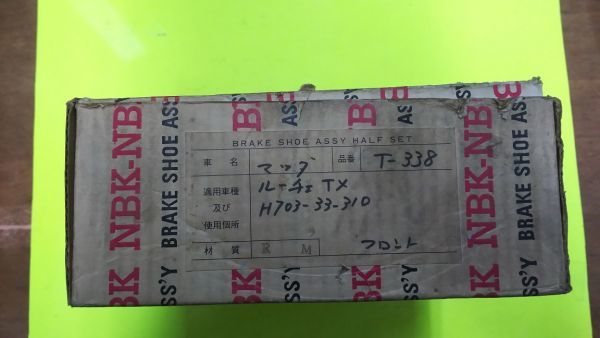 BRAKE SHOE ASSY HALF SET
車名 マツダ 品番 T-338
適用車種 ルーチェ TX
及び H703-33-310
使用個所
材質 R M フロント
NBK-NB
BRAKE SHOE ASS
BK NBK-N
SS'Y BRAKE SHOE AS